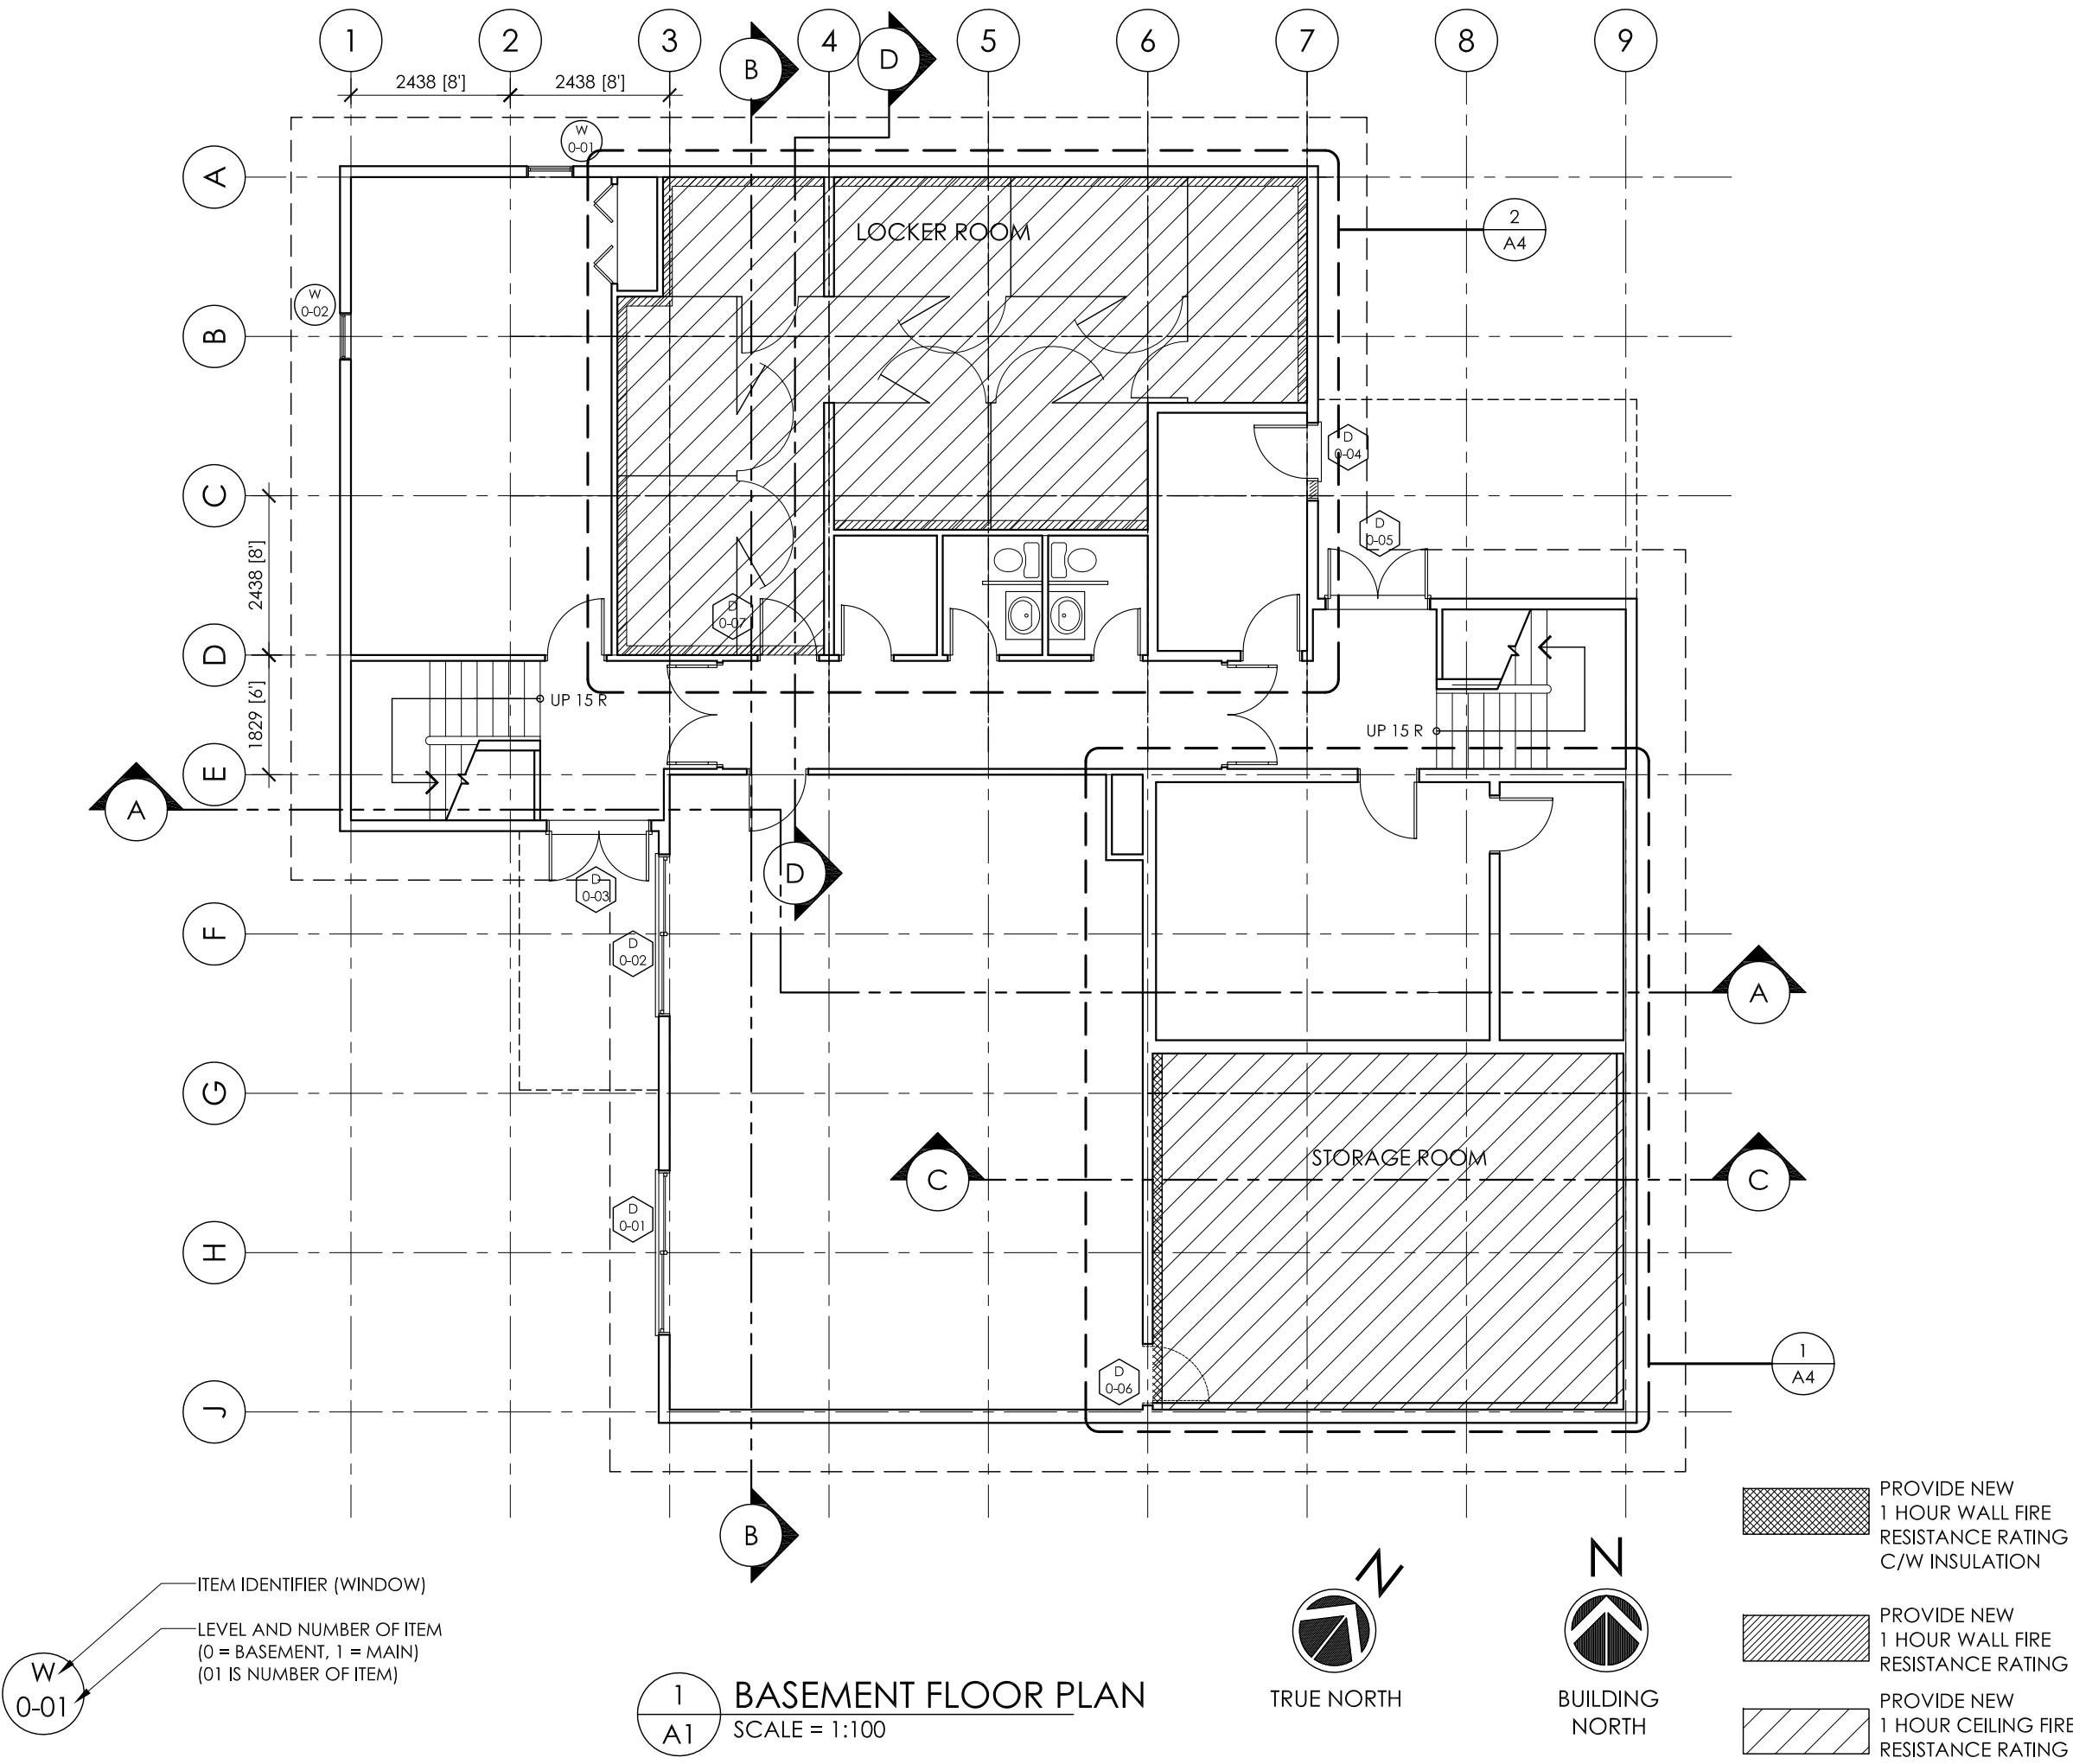 1 2 3 B 4 D 5 6 7 8 9
2438 [8'] 2438 [8']
W
0-01
A
LOCKER ROOM
2
A4
W
0-02
B
D
0-04
C
D
0-05
2438 [8']
D
0-07
D
UP 15 R
1829 [6']
UP 15 R
E
A
D
D
0-03
F
D
0-02
A
G
STORAGE ROOM
C
C
D
0-01
H
1
A4
D
0-06
J
B
PROVIDE NEW
1 HOUR WALL FIRE
RESISTANCE RATING
C/W INSULATION
PROVIDE NEW
1 HOUR WALL FIRE
RESISTANCE RATING
PROVIDE NEW
1 HOUR CEILING FIRE
RESISTANCE RATING
ITEM IDENTIFIER (WINDOW)
LEVEL AND NUMBER OF ITEM
(0 = BASEMENT, 1 = MAIN)
(01 IS NUMBER OF ITEM)
W
0-01
1
A1
BASEMENT FLOOR PLAN
SCALE = 1:100
N
TRUE NORTH
N
BUILDING
NORTH